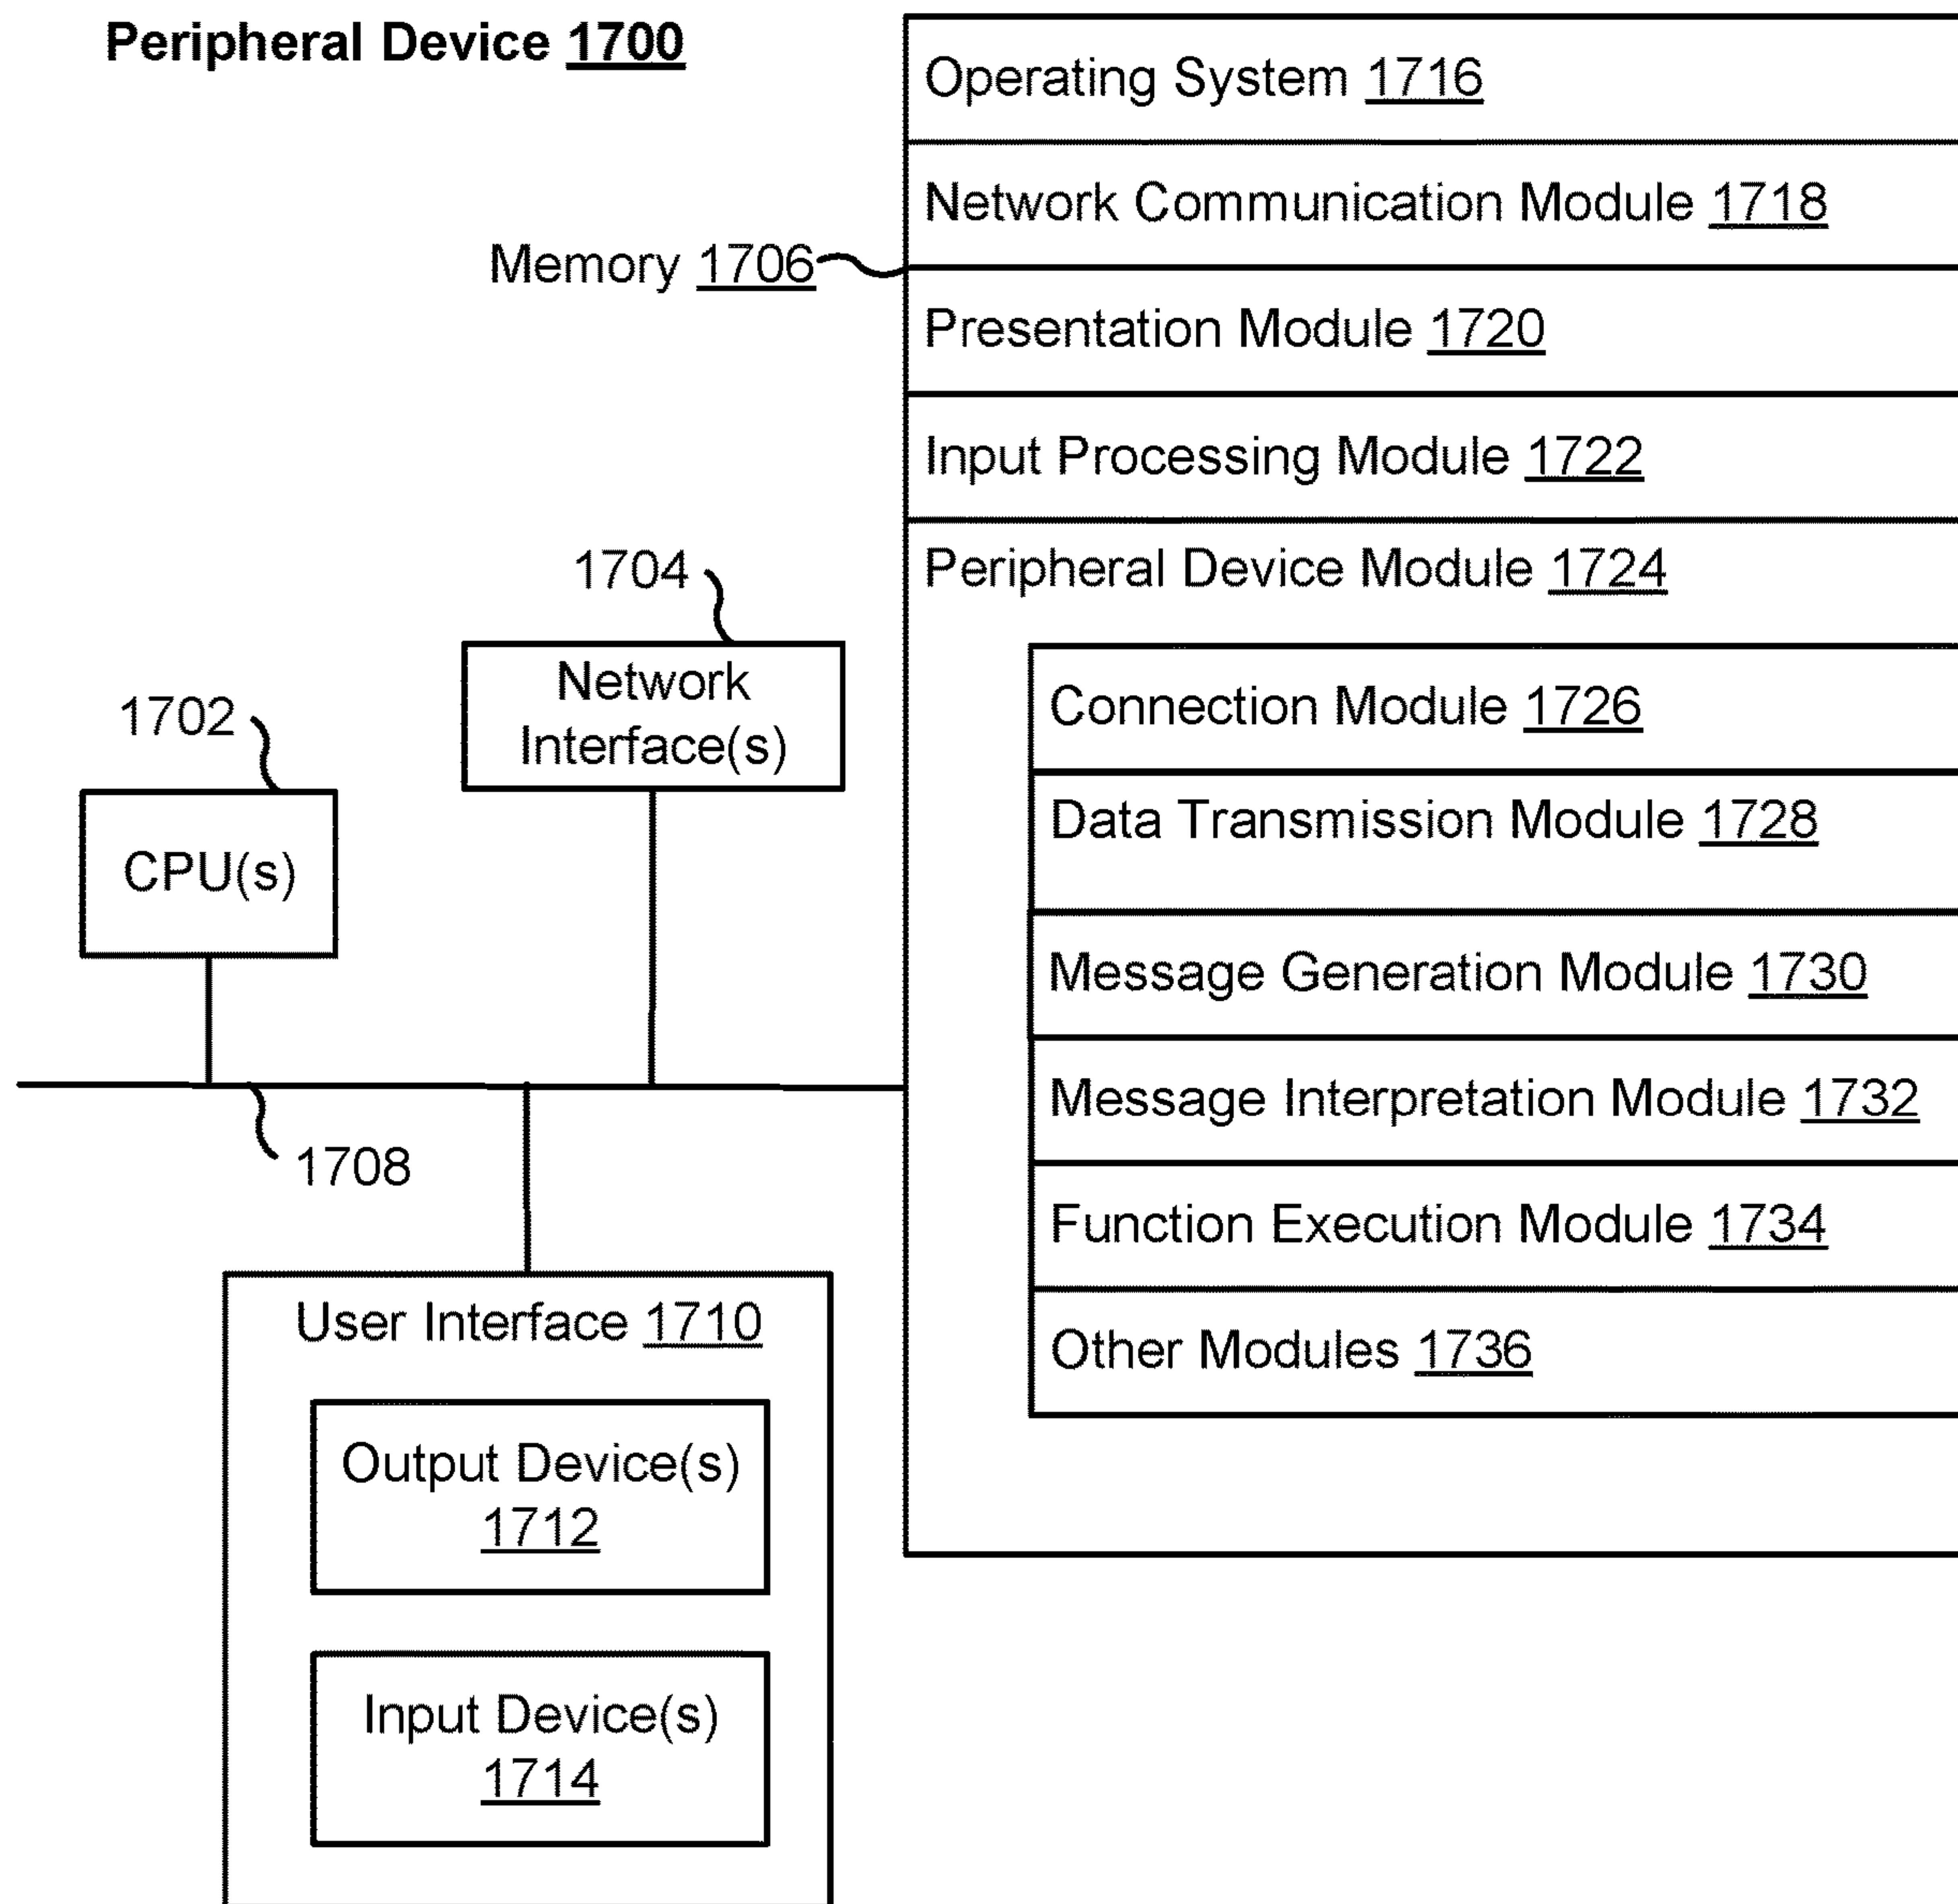 Peripheral Device 1700
Operating System 1716
Network Communication Module 1718
Memory 1706
Presentation Module 1720
Input Processing Module 1722
Peripheral Device Module 1724
Connection Module 1726
Data Transmission Module 1728
Message Generation Module 1730
Message Interpretation Module 1732
Function Execution Module 1734
Other Modules 1736
1704
Network
Interface(s)
1702
CPU(s)
1708
User Interface 1710
Output Device(s)
1712
Input Device(s)
1714